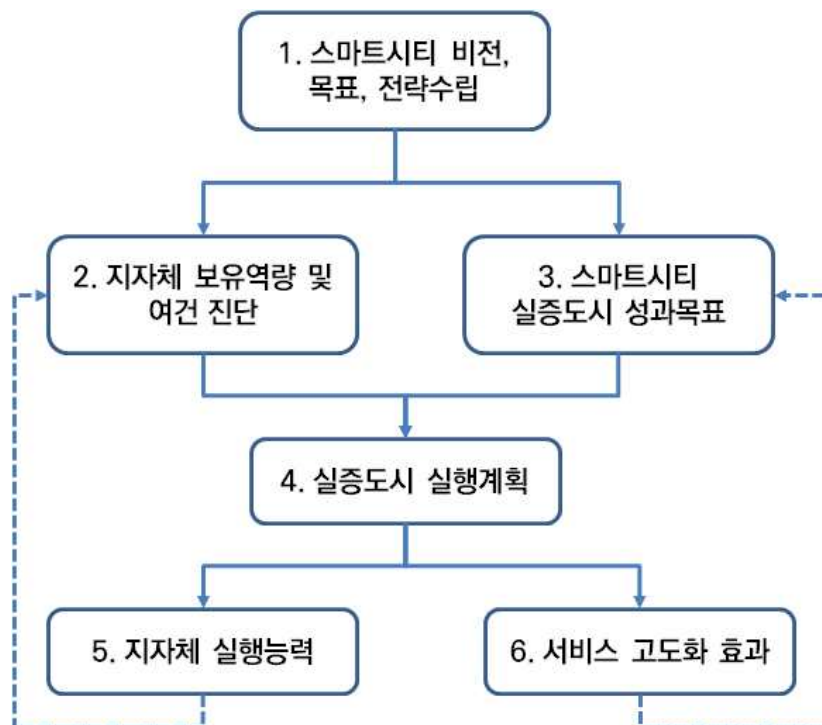 1. 스마트시티 비전,
목표, 전략수립
2. 지자체 보유역량 및
여건 진단
3. 스마트시티
실증도시 성과목표
4. 실증도시 실행계획
5. 지자체 실행능력
6. 서비스 고도화 효과